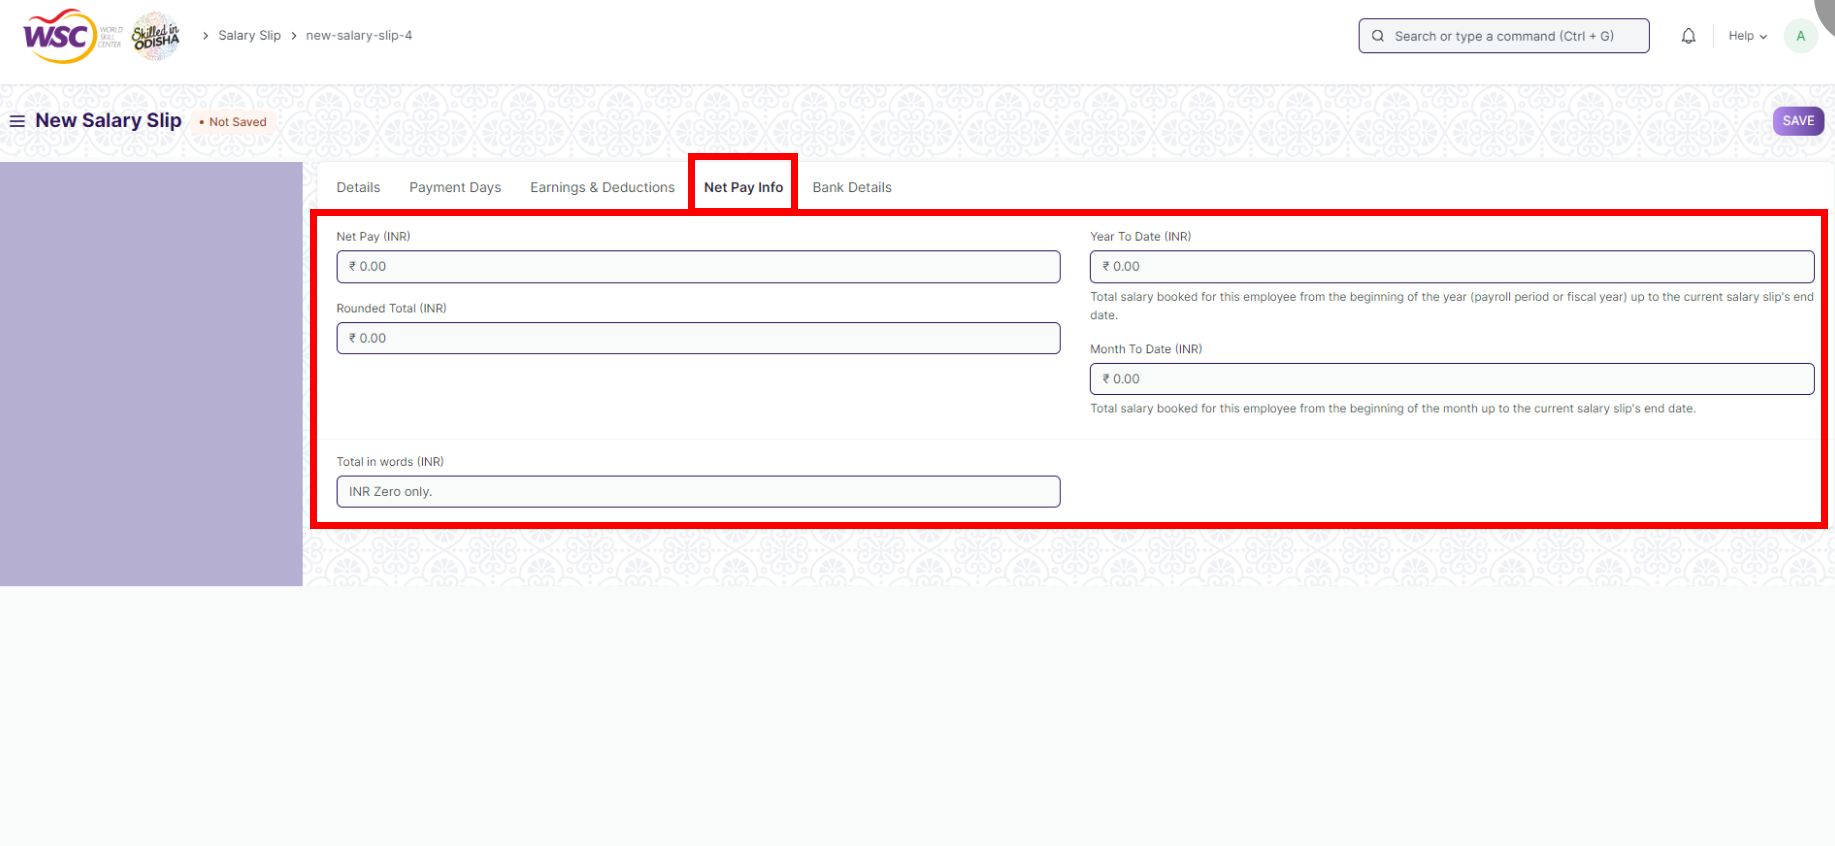 WSC WORLD SKILL CENTER
Skilled in ODISHA
> Salary Slip > new-salary-slip-4
Search or type a command (Ctrl + G)
Help
A
New Salary Slip
• Not Saved
SAVE
Details Payment Days Earnings & Deductions Net Pay Info Bank Details
Net Pay (INR)
₹ 0.00
Rounded Total (INR)
₹ 0.00
Year To Date (INR)
₹ 0.00
Total salary booked for this employee from the beginning of the year (payroll period or fiscal year) up to the current salary slip's end
date.
Month To Date (INR)
₹ 0.00
Total salary booked for this employee from the beginning of the month up to the current salary slip's end date.
Total in words (INR)
INR Zero only.